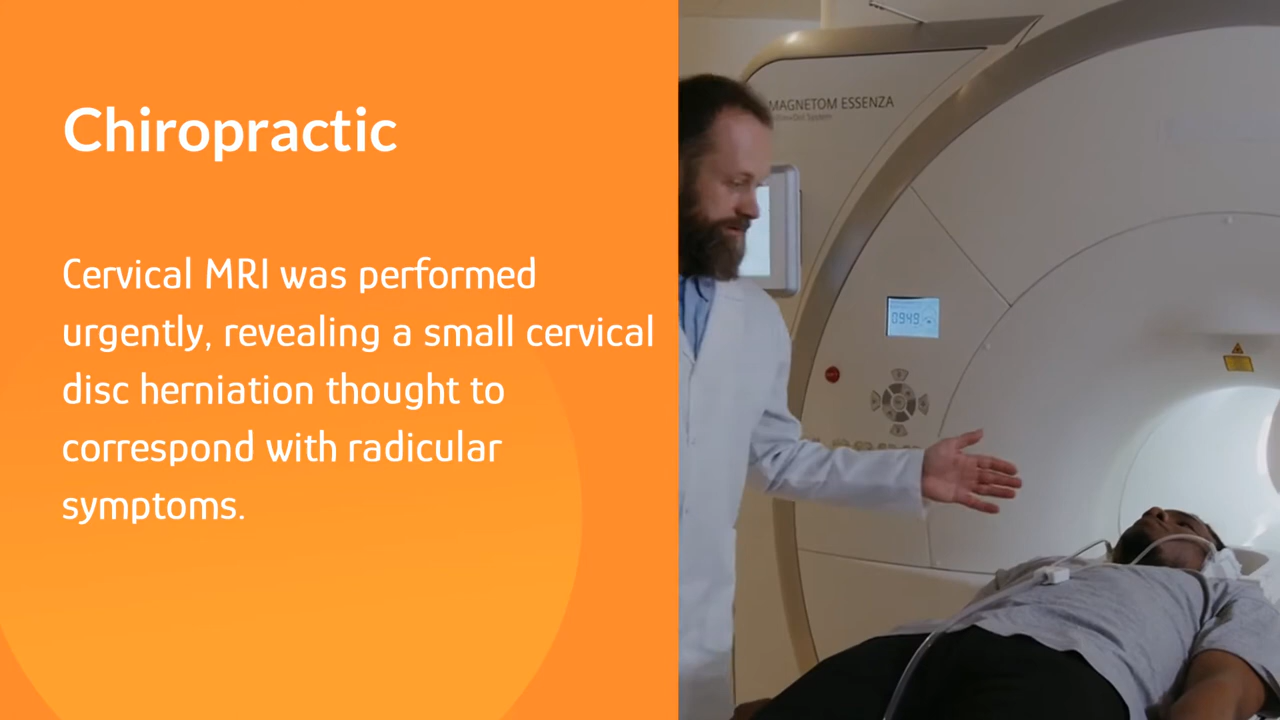 Chiropractic
Cervical MRI was performed
urgently, revealing a small cervical
disc herniation thought to
correspond with radicular
symptoms.
MAGNETOM ESSENZA
0949